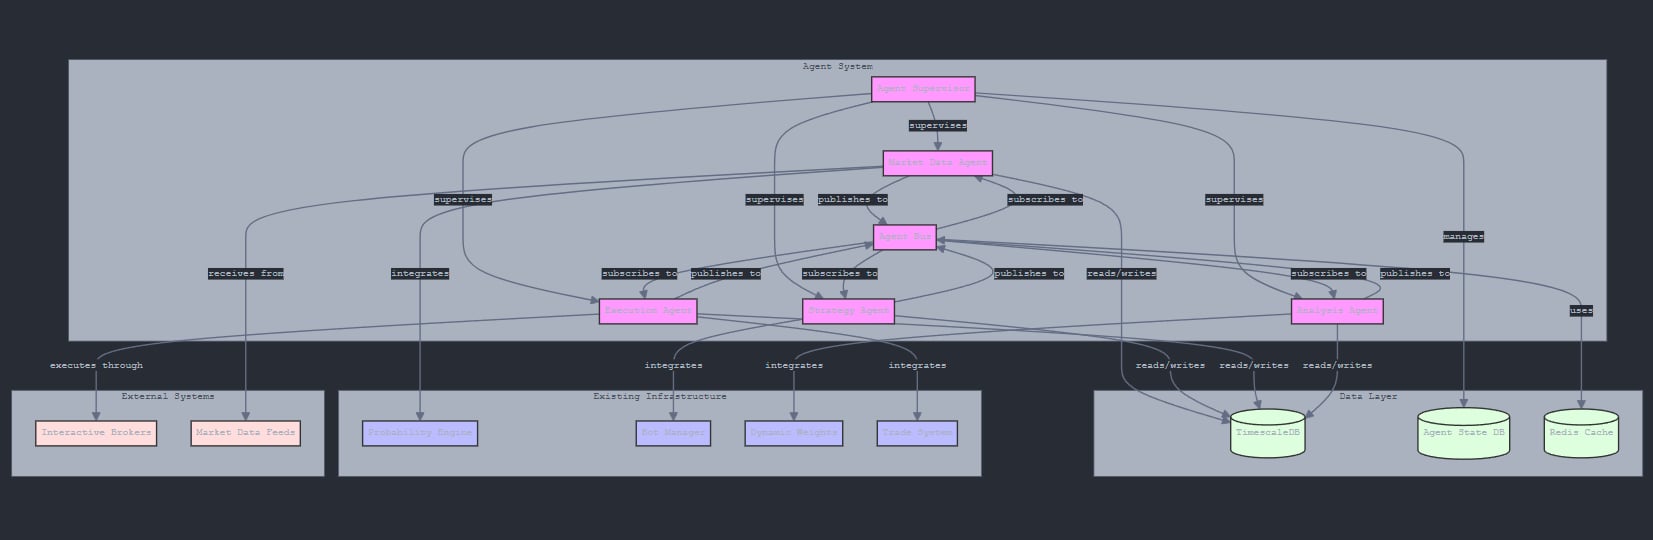 Agent System
Agent Supervisor
supervises
Market Data Agent
supervises
supervises
publishes to
subscribes to
supervises
Agent Bus
manages
receives from
integrates
subscribes to
publishes to
subscribes to
publishes to
reads/writes
subscribes to
publishes to
Execution Agent
Strategy Agent
Analysis Agent
uses
executes through
integrates
integrates
integrates
reads/writes
reads/writes
reads/writes
External Systems
Existing Infrastructure
Data Layer
Interactive Brokers
Market Data Feeds
Probability Engine
Bot Manager
Dynamic Weights
Trade System
TimescaleDB
Agent State DB
Redis Cache